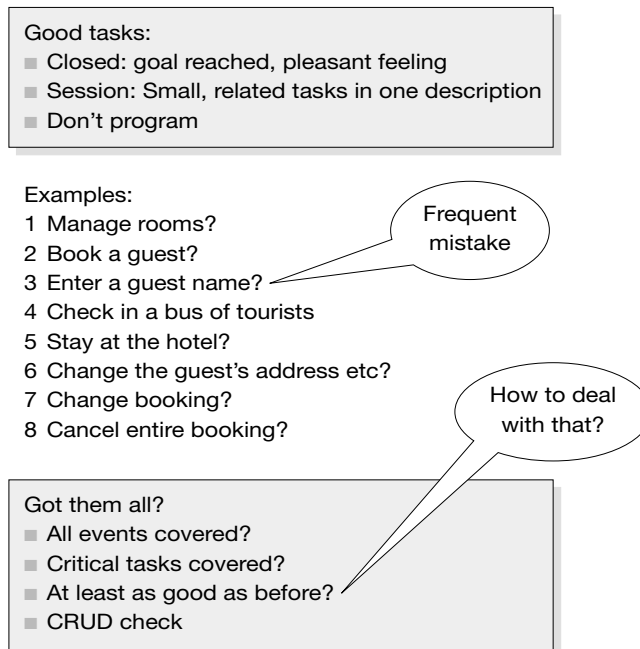 Good tasks:
■ Closed: goal reached, pleasant feeling
■ Session: Small, related tasks in one description
■ Don't program
Examples:
1 Manage rooms?
2 Book a guest?
3 Enter a guest name?
4 Check in a bus of tourists
5 Stay at the hotel?
6 Change the guest's address etc?
7 Change booking?
8 Cancel entire booking?
Frequent
mistake
How to deal
with that?
Got them all?
■ All events covered?
■ Critical tasks covered?
■ At least as good as before?
■ CRUD check